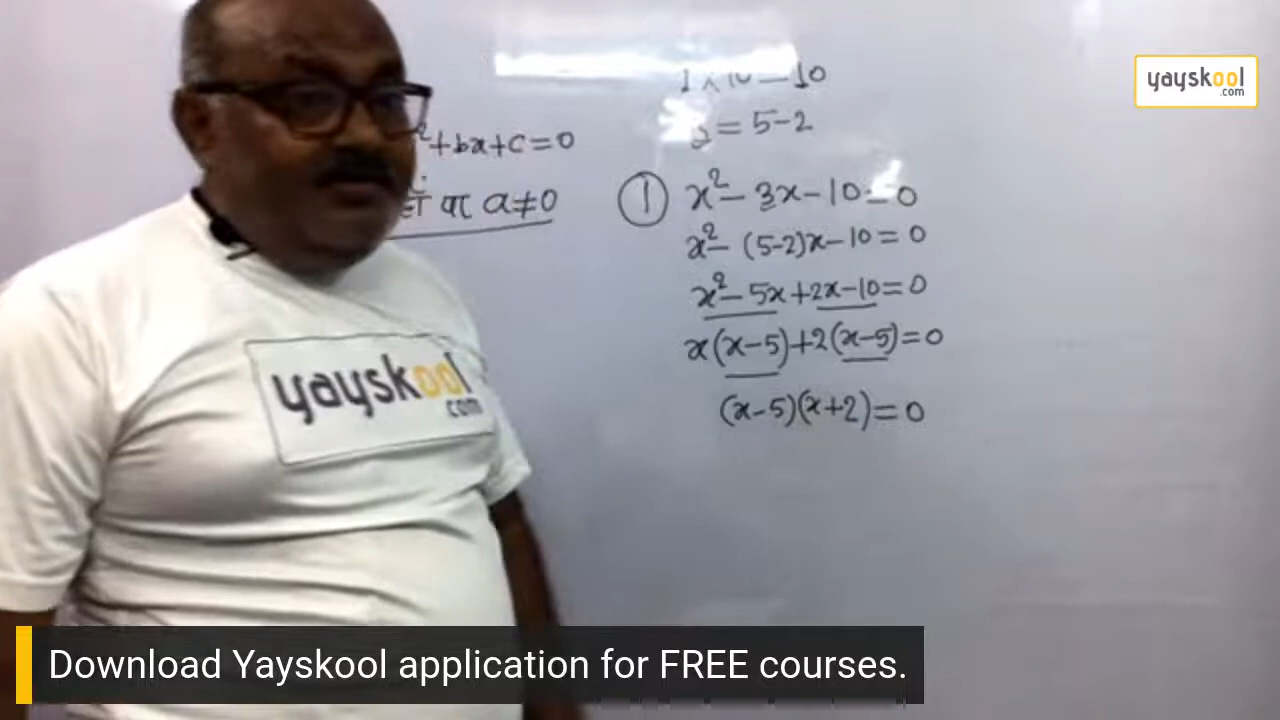 yayskool
.com
1 × 10 = 10
= 5-2
²+bx+c=0
a≠0
① x²- 3x-10=0
x²- (5-2)x-10=0
x²-5x+2x-10=0
x(x-5)+2(x-5)=0
(x-5)(x+2)=0
yayskool
.com
Download Yayskool application for FREE courses.